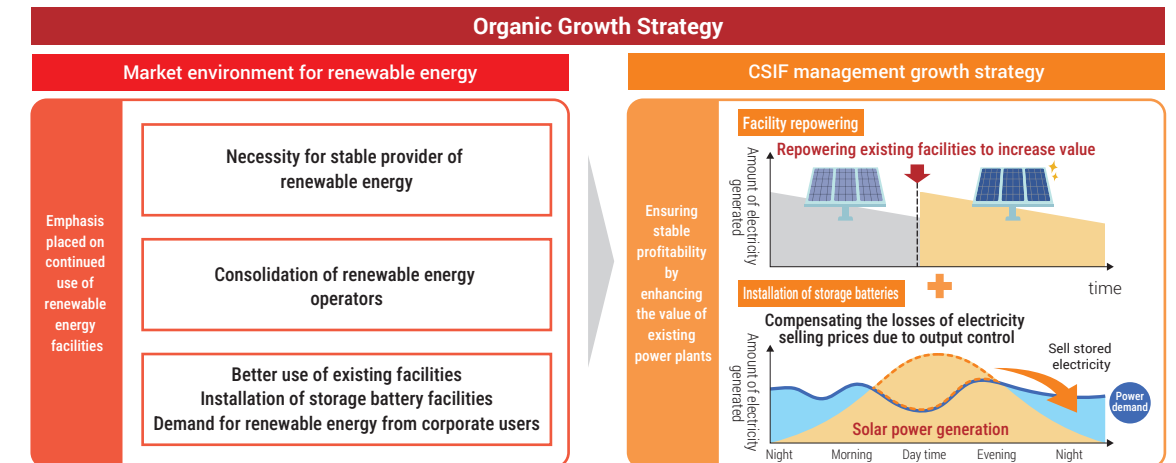 Organic Growth Strategy
Market environment for renewable energy
Emphasis
placed on
continued
use of
renewable
energy
facilities
Necessity for stable provider of
renewable energy
Consolidation of renewable energy
operators
Better use of existing facilities
Installation of storage battery facilities
Demand for renewable energy from corporate users
CSIF management growth strategy
Ensuring
stable
profitability
by
enhancing
the value of
existing
power plants
Facility repowering
Repowering existing facilities to increase value
Amount of electricity
generated
time
Installation of storage batteries
Compensating the losses of electricity
selling prices due to output control
Amount of electricity
generated
Sell stored
electricity
Power
demand
Solar power generation
Night Morning Day time Evening Night